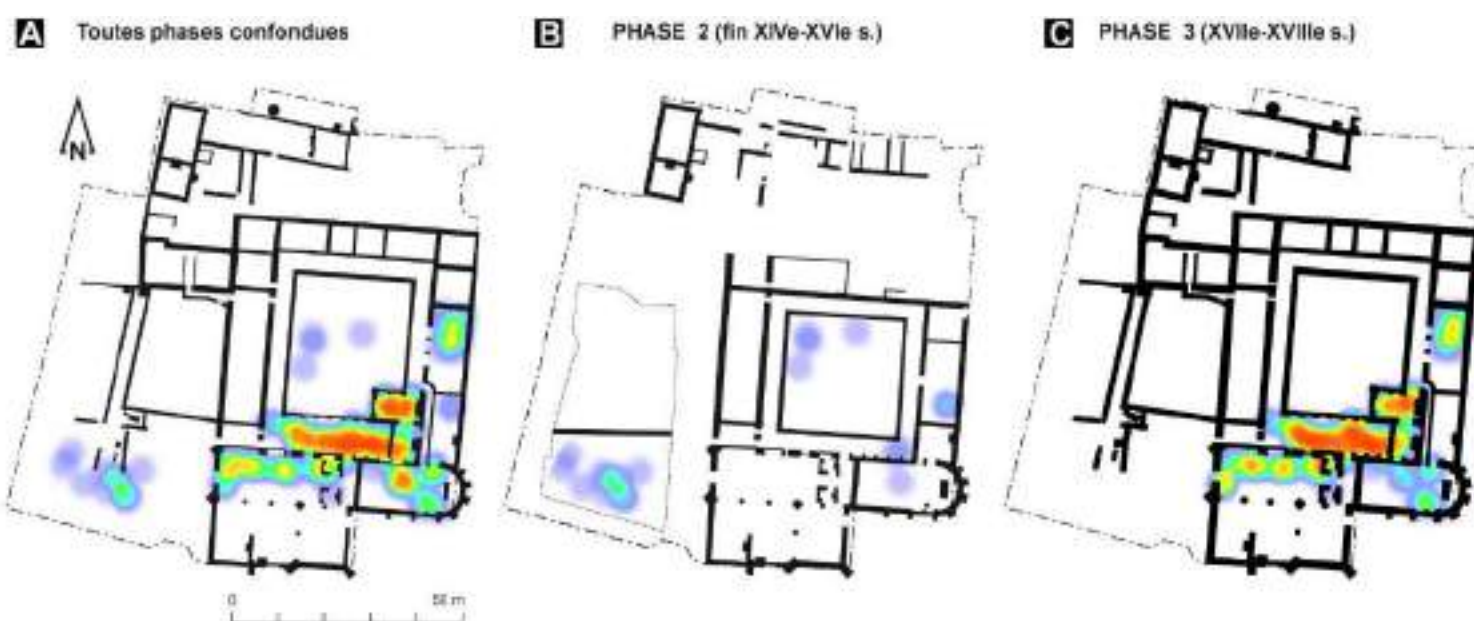 A Toutes phases confondues
B PHASE 2 (fin XIVe-XVIe s.)
C PHASE 3 (XVIIe-XVIIIe s.)
N
0 50 m